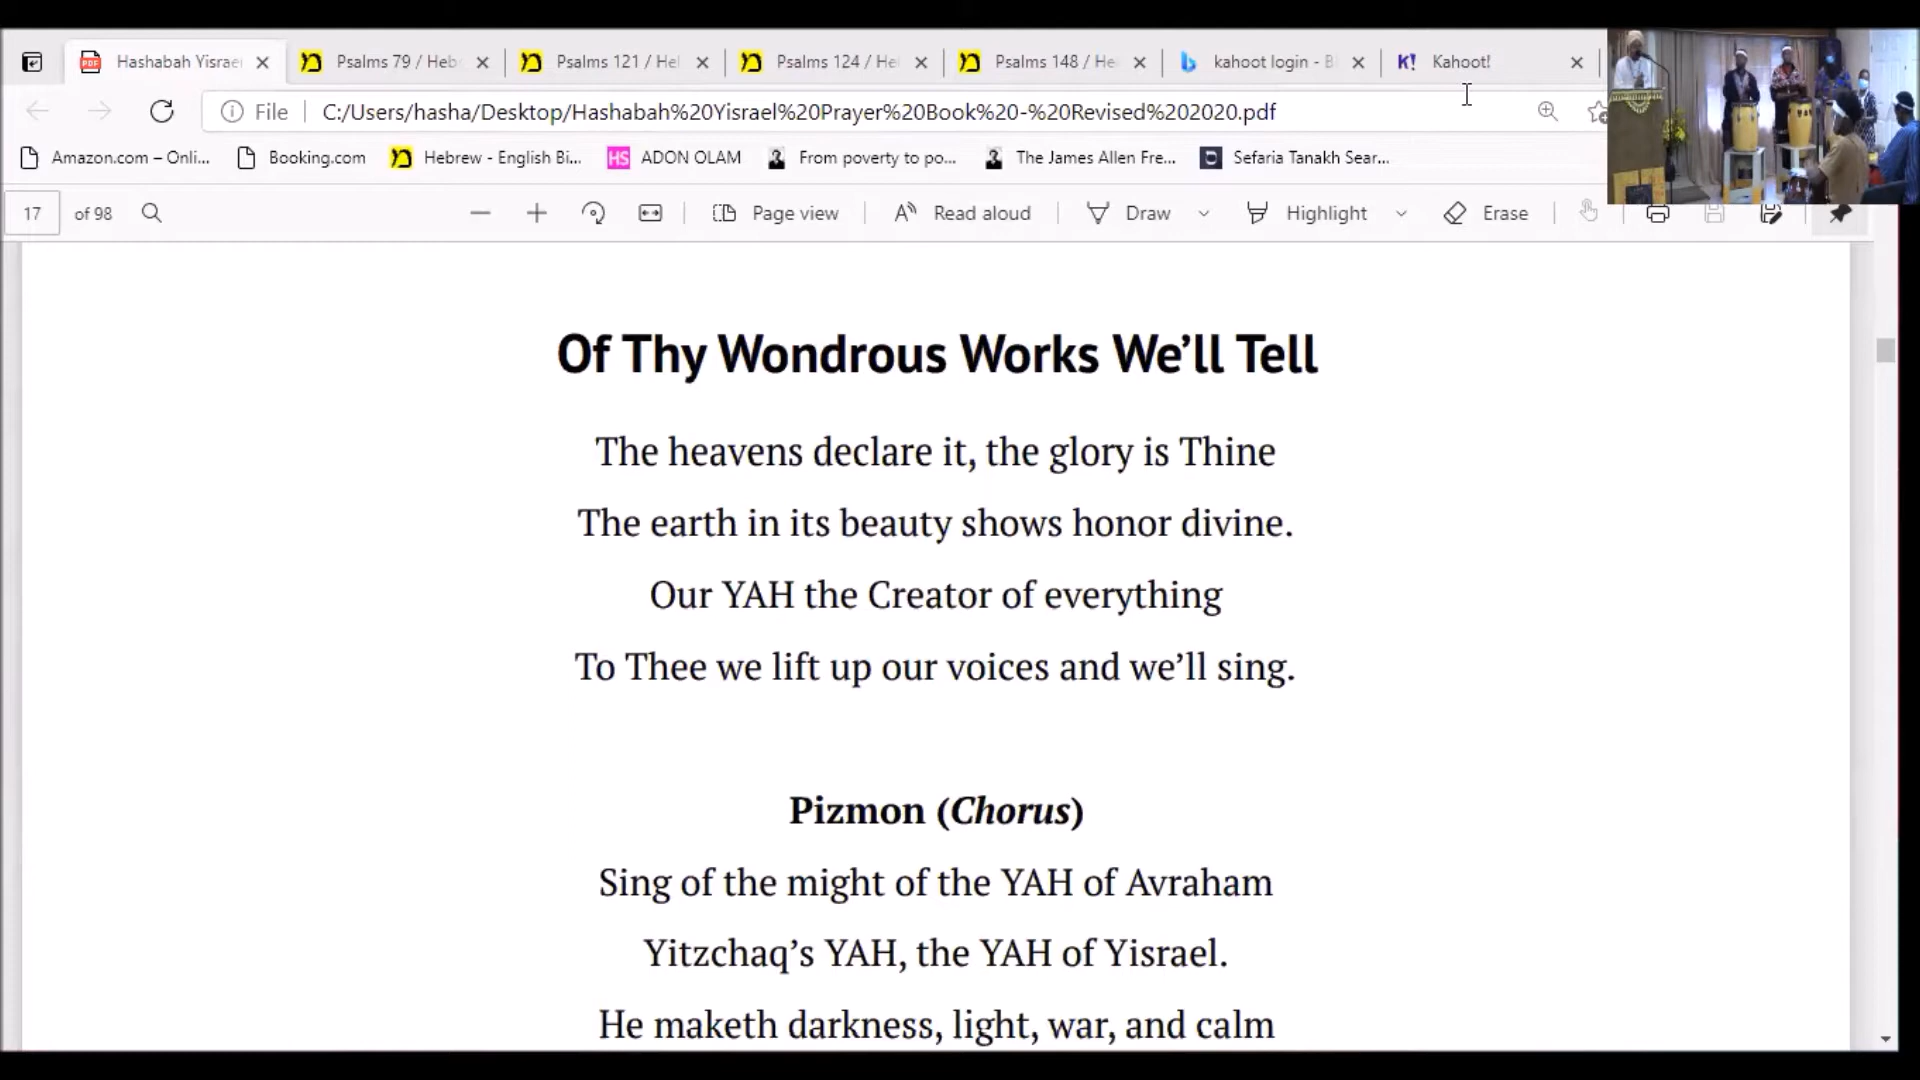 Hashabah Yisrae
Psalms 79 / Heb
Psalms 121 / He
Psalms 124 / He
Psalms 148 / He
kahoot login - B
K! Kahoot!
File C:/Users/hasha/Desktop/Hashabah%20Yisrael%20Prayer%20Book%20-%20Revised%202020.pdf
Amazon.com – Onli...
Booking.com
Hebrew - English Bi...
HS ADON OLAM
From poverty to po...
The James Allen Fre...
Sefaria Tanakh Sear...
17 of 98
Page view
Read aloud
Draw
Highlight
Erase
Of Thy Wondrous Works We’ll Tell
The heavens declare it, the glory is Thine
The earth in its beauty shows honor divine.
Our YAH the Creator of everything
To Thee we lift up our voices and we’ll sing.
Pizmon (Chorus)
Sing of the might of the YAH of Avraham
Yitzchaq’s YAH, the YAH of Yisrael.
He maketh darkness, light, war, and calm